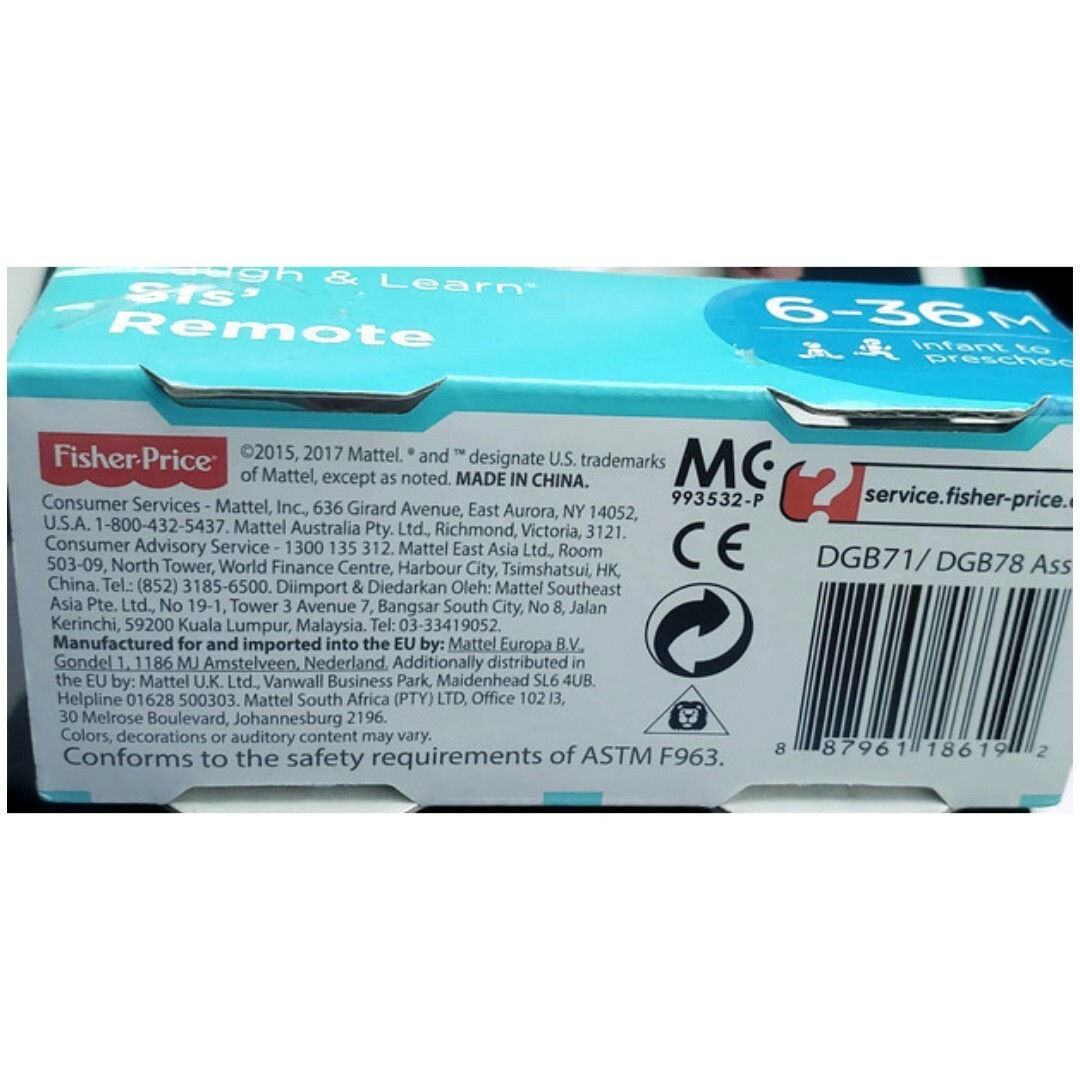 Laugh & Learn®
Sis’
Remote
6-36 M
infant to
preschoo
Fisher-Price®
©2015, 2017 Mattel. ® and ™ designate U.S. trademarks
of Mattel, except as noted. MADE IN CHINA.
Consumer Services - Mattel, Inc., 636 Girard Avenue, East Aurora, NY 14052,
U.S.A. 1-800-432-5437. Mattel Australia Pty. Ltd., Richmond, Victoria, 3121.
Consumer Advisory Service - 1300 135 312. Mattel East Asia Ltd., Room
503-09, North Tower, World Finance Centre, Harbour City, Tsimshatsui, HK,
China. Tel.: (852) 3185-6500. Diimport & Diedarkan Oleh: Mattel Southeast
Asia Pte. Ltd., No 19-1, Tower 3 Avenue 7, Bangsar South City, No 8, Jalan
Kerinchi, 59200 Kuala Lumpur, Malaysia. Tel: 03-33419052.
Manufactured for and imported into the EU by: Mattel Europa B.V.,
Gondel 1, 1186 MJ Amstelveen, Nederland. Additionally distributed in
the EU by: Mattel U.K. Ltd., Vanwall Business Park, Maidenhead SL6 4UB.
Helpline 01628 500303. Mattel South Africa (PTY) LTD, Office 102 I3,
30 Melrose Boulevard, Johannesburg 2196.
Colors, decorations or auditory content may vary.
Conforms to the safety requirements of ASTM F963.
MC
993532-P
CE
?
service.fisher-price.
DGB71/ DGB78 Ass
8 87961 18619 2